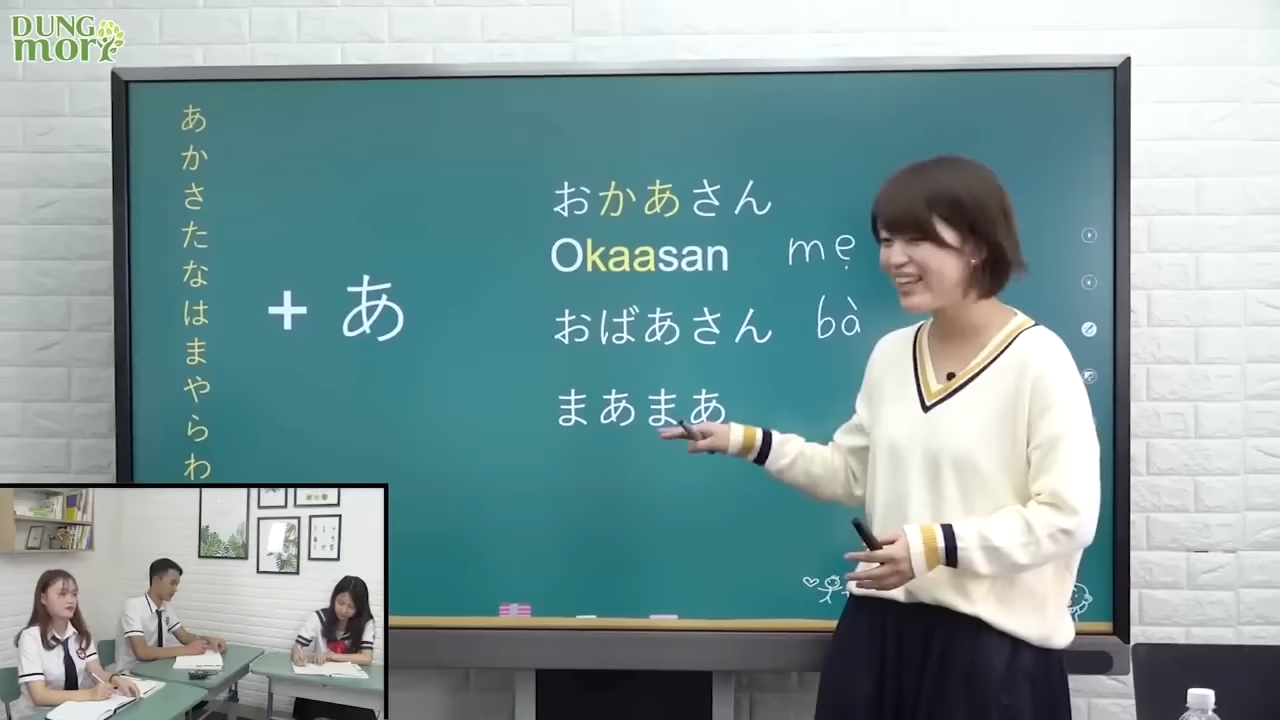 DUNG
mori
あ
か
さ
た
な
は
ま
や
ら
わ
+ あ
おかあさん
Okaasan mẹ
おばあさん bà
まあまあ